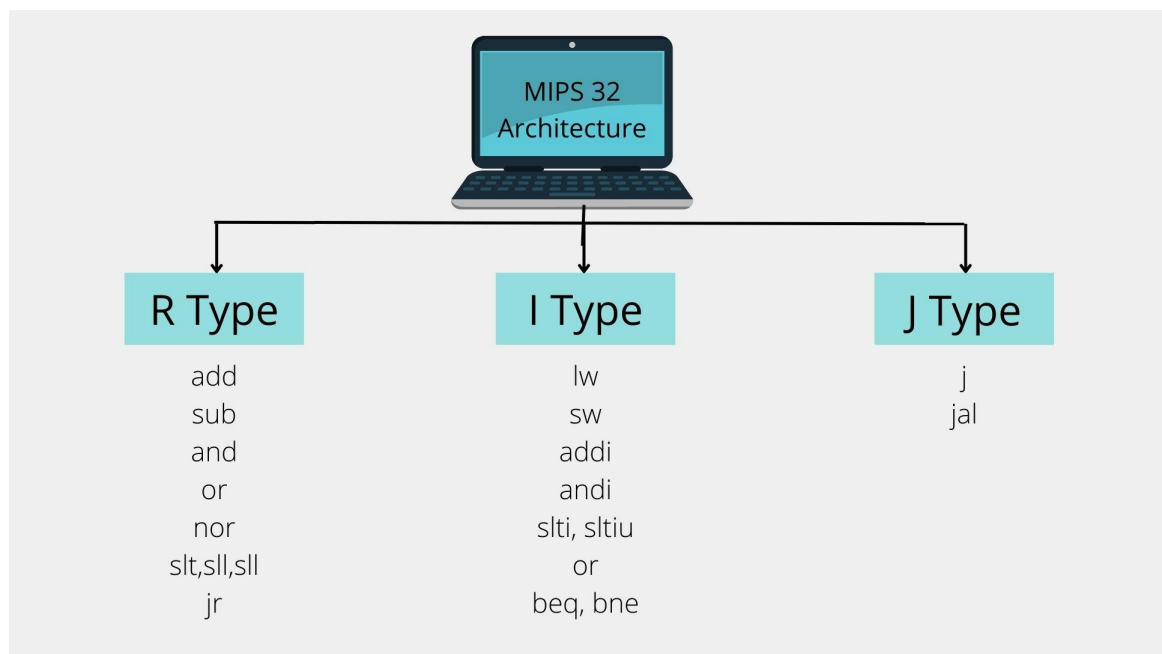 MIPS 32
Architecture
R Type
add
sub
and
or
nor
slt,sll,sll
jr
I Type
lw
sw
addi
andi
slti, sltiu
or
beq, bne
J Type
j
jal